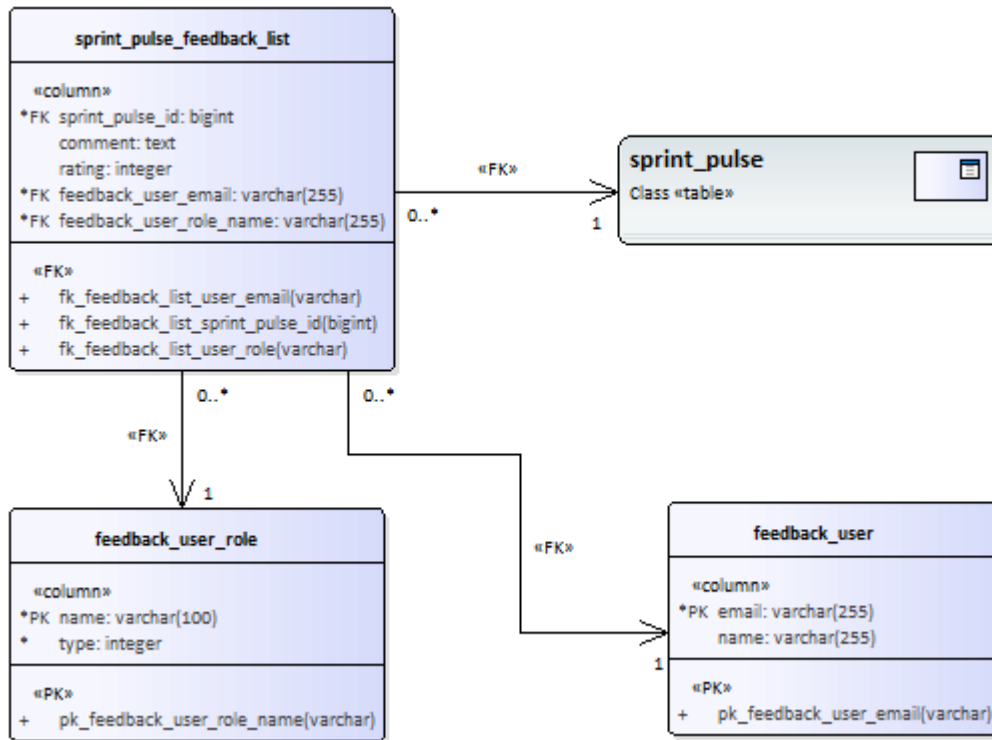 sprint_pulse_feedback_list
«column»
*FK sprint_pulse_id: bigint
comment: text
rating: integer
*FK feedback_user_email: varchar(255)
*FK feedback_user_role_name: varchar(255)
«FK»
+ fk_feedback_list_user_email(varchar)
+ fk_feedback_list_sprint_pulse_id(bigint)
+ fk_feedback_list_user_role(varchar)
«FK»
0..*
1
sprint_pulse
Class «table»
0..*
«FK»
1
0..*
«FK»
1
feedback_user_role
«column»
*PK name: varchar(100)
* type: integer
«PK»
+ pk_feedback_user_role_name(varchar)
feedback_user
«column»
*PK email: varchar(255)
name: varchar(255)
«PK»
+ pk_feedback_user_email(varchar)